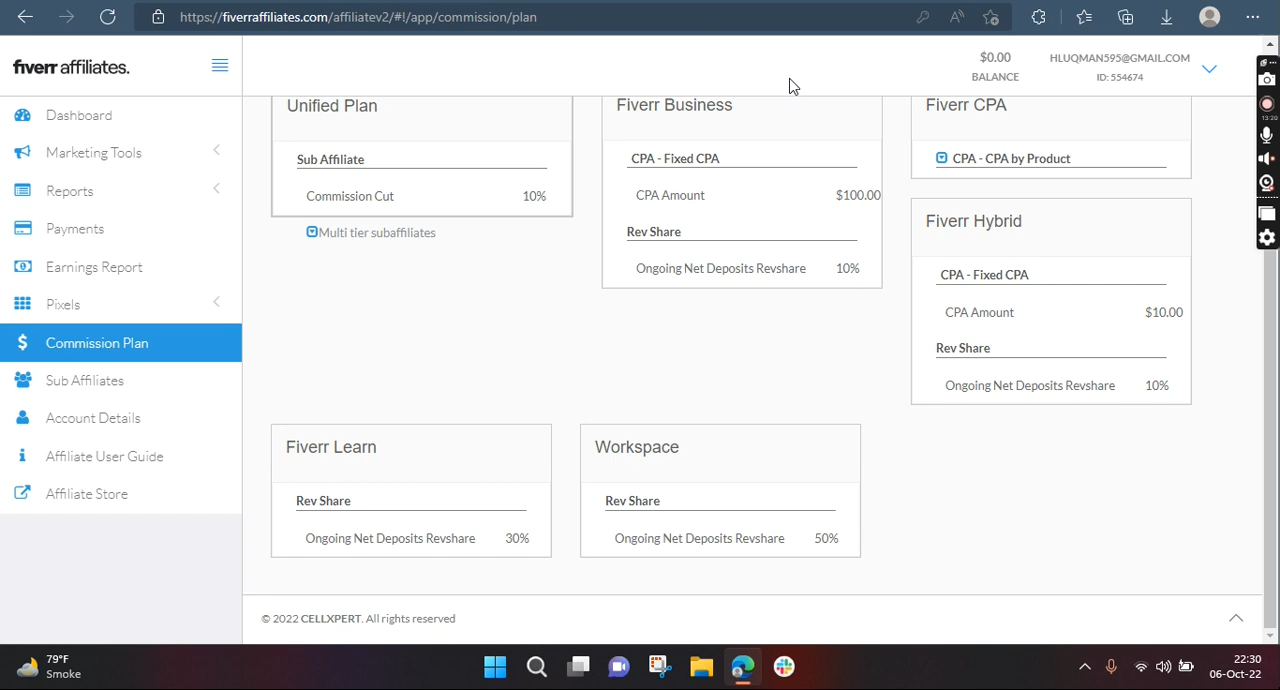 https://fiverraffiliates.com/affiliatev2/#!/app/commission/plan
fiverr affiliates.
$0.00
BALANCE
HLUQMAN595@GMAIL.COM
ID: 554674
Dashboard
Marketing Tools
Reports
Payments
Earnings Report
Pixels
Commission Plan
Sub Affiliates
Account Details
Affiliate User Guide
Affiliate Store
Unified Plan
Sub Affiliate
Commission Cut 10%
Multi tier subaffiliates
Fiverr Business
CPA - Fixed CPA
CPA Amount $100.00
Rev Share
Ongoing Net Deposits Revshare 10%
Fiverr CPA
CPA - CPA by Product
Fiverr Hybrid
CPA - Fixed CPA
CPA Amount $10.00
Rev Share
Ongoing Net Deposits Revshare 10%
Fiverr Learn
Rev Share
Ongoing Net Deposits Revshare 30%
Workspace
Rev Share
Ongoing Net Deposits Revshare 50%
© 2022 CELLXPERT. All rights reserved
13:20
79°F
Smoke
22:30
06-Oct-22